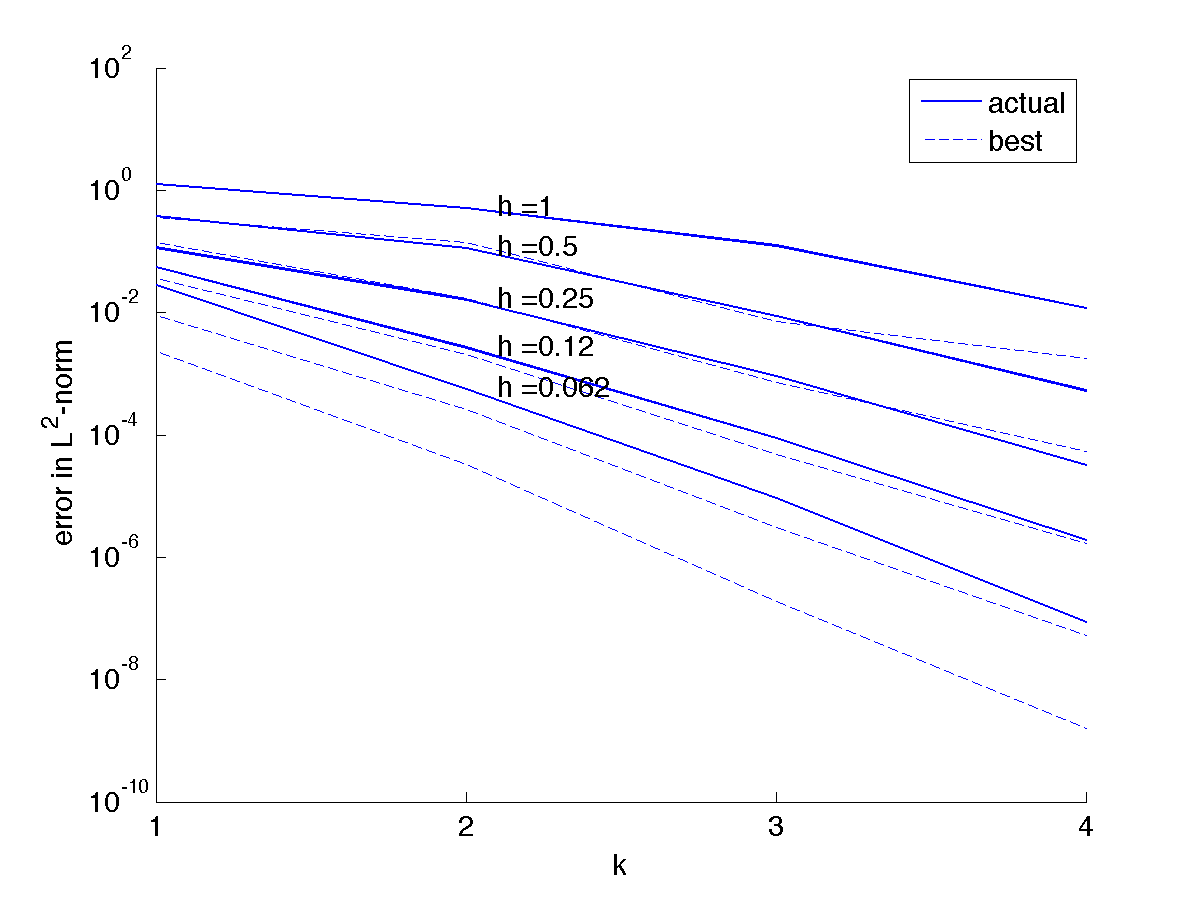 10^2
10^0
10^-2
10^-4
10^-6
10^-8
10^-10
error in L^2-norm
actual
best
h =1
h =0.5
h =0.25
h =0.12
h =0.062
1 2 3 4
k